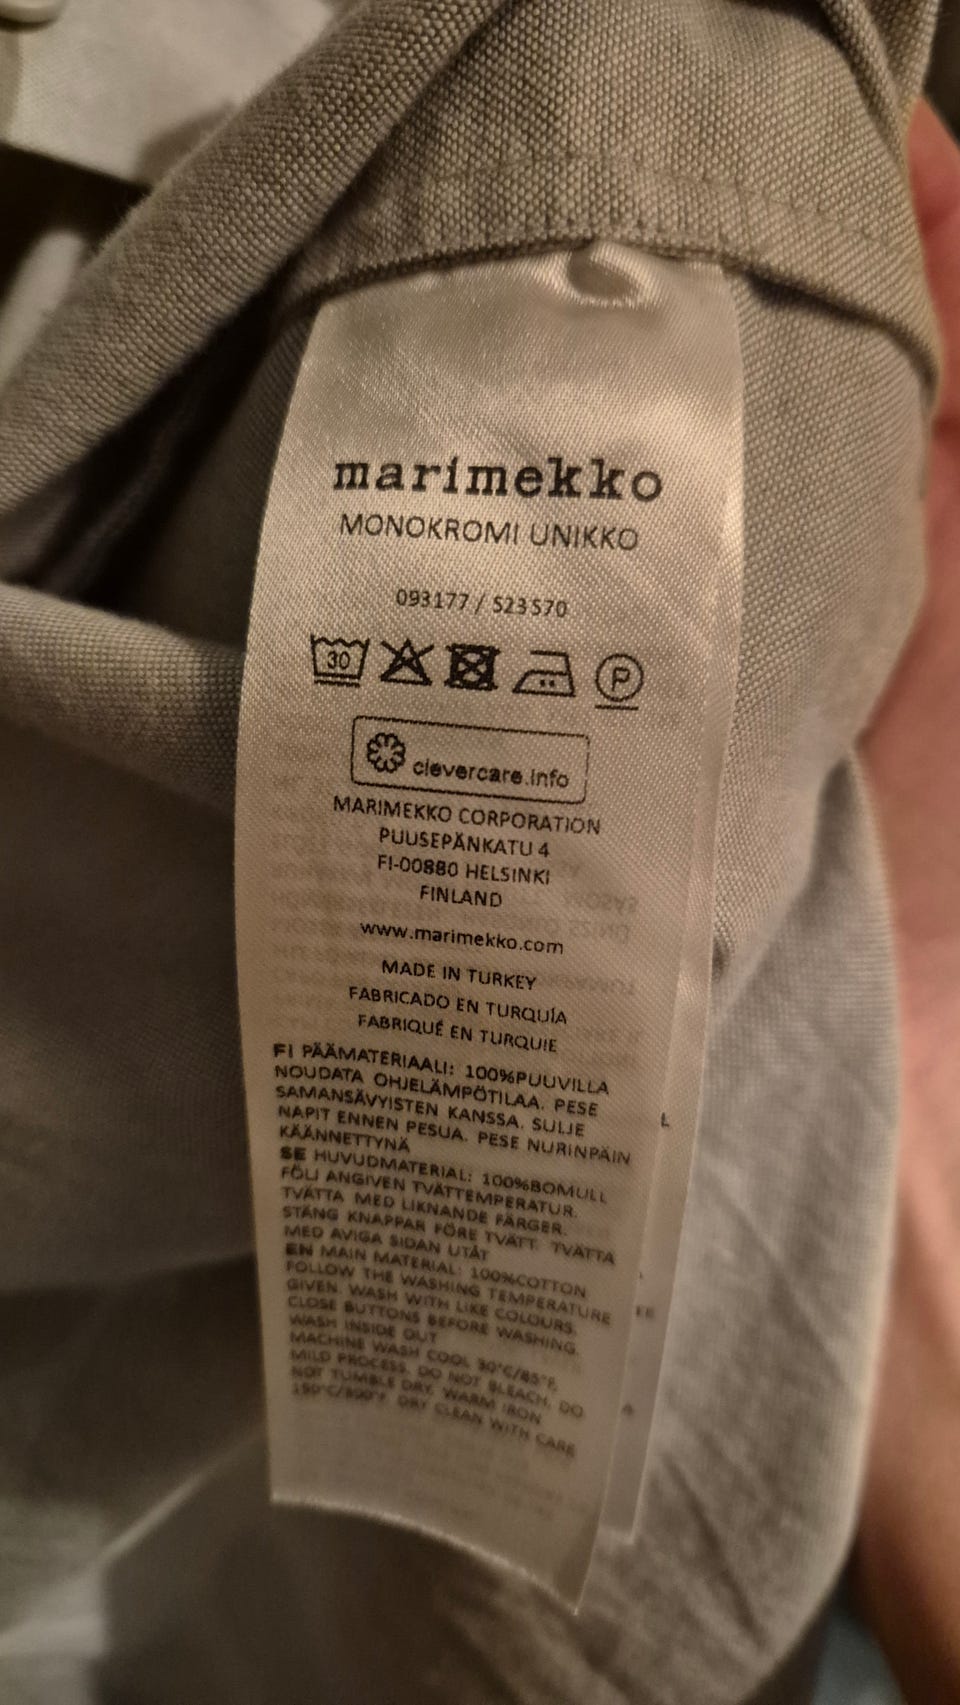 marimekko
MONOKROMI UNIKKO
093177 / 523570
30
P
clevercare.info
MARIMEKKO CORPORATION
PUUSEPÄNKATU 4
FI-00880 HELSINKI
FINLAND
www.marimekko.com
MADE IN TURKEY
FABRICADO EN TURQUÍA
FABRIQUÉ EN TURQUIE
FI PÄÄMATERIAALI: 100%PUUVILLA
NOUDATA OHJELÄMPÖTILAA. PESE
SAMANSÄVYISTEN KANSSA. SULJE
NAPIT ENNEN PESUA. PESE NURINPÄIN
KÄÄNNETTYNÄ
SE HUVUDMATERIAL: 100%BOMULL
FÖLJ ANGIVEN TVÄTTEMPERATUR.
TVÄTTA MED LIKNANDE FÄRGER.
STÄNG KNAPPAR FÖRE TVÄTT. TVÄTTA
MED AVIGA SIDAN UTÅT
EN MAIN MATERIAL: 100%COTTON
FOLLOW THE WASHING TEMPERATURE
GIVEN. WASH WITH LIKE COLOURS.
CLOSE BUTTONS BEFORE WASHING.
WASH INSIDE OUT
MACHINE WASH COOL 30°C/85°F,
MILD PROCESS. DO NOT BLEACH. DO
NOT TUMBLE DRY. WARM IRON
150°C/300°F. DRY CLEAN WITH CARE